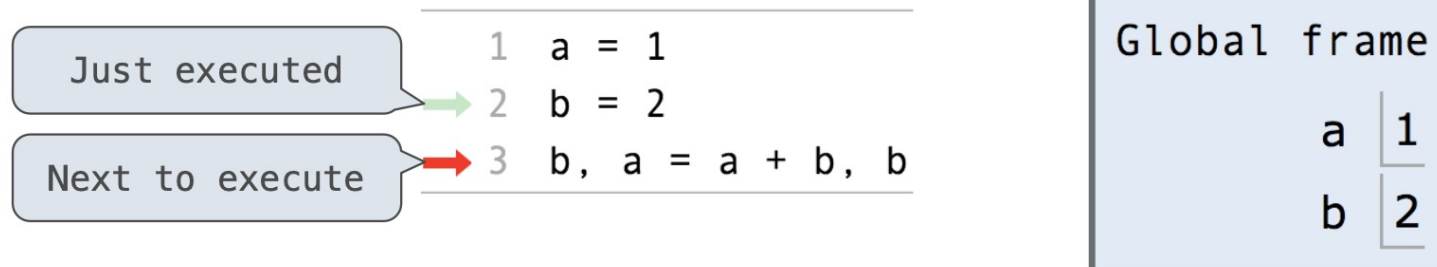 Just executed
Next to execute
1 a = 1
2 b = 2
3 b, a = a + b, b
Global frame
a 1
b 2